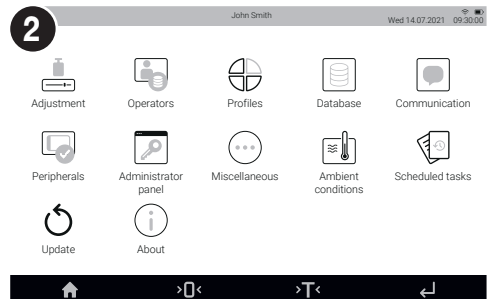 2
John Smith
Wed 14.07.2021 09:30:00
Adjustment
Operators
Profiles
Database
Communication
Peripherals
Administrator
panel
Miscellaneous
Ambient
conditions
Scheduled tasks
Update
About
>0<
>T<